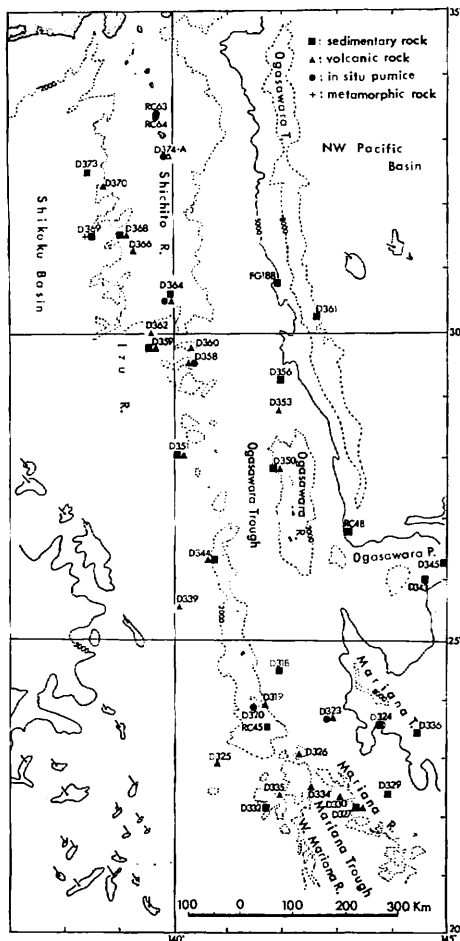 35°
■: sedimentary rock
▲: volcanic rock
●: in situ pumice
+: metamorphic rock
Ogasawara T.
NW Pacific
Basin
RC63
RC64
D374-A
D373
D370
Shichito R.
Shikoku Basin
D369
D368
D366
D364
RG188
D361
30
D362
D359
D360
D358
Izu R.
D356
D353
D351
D350
Ogasawara Trough
Ogasawara R.
RC48
Ogasawara P.
D345
D343
D344
D339
25
D318
D319
D320
RC45
D323
D324
D336
Mariana T.
D325
D326
Mariana R.
D335
D334
D330
D329
D332
D327
Mariana Trough
W. Mariana R.
100 0 100 200 300 Km
140°
145°
20